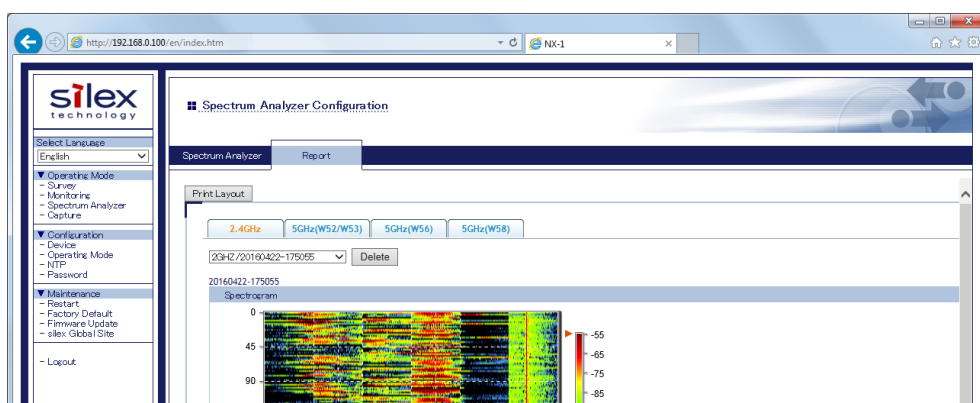 http://192.168.0.100/en/index.htm
NX-1
silex
technology
Select Language
English
▼ Operating Mode
- Survey
- Monitoring
- Spectrum Analyzer
- Capture
▼ Configuration
- Device
- Operating Mode
- NTP
- Password
▼ Maintenance
- Restart
- Factory Default
- Firmware Update
- silex Global Site
- Logout
Spectrum Analyzer Configuration
Spectrum Analyzer Report
Print Layout
2.4GHz 5GHz(W52/W53) 5GHz(W56) 5GHz(W58)
2GHZ/20160422-175055 Delete
20160422-175055
Spectrogram
0
45
90
-55
-65
-75
-85